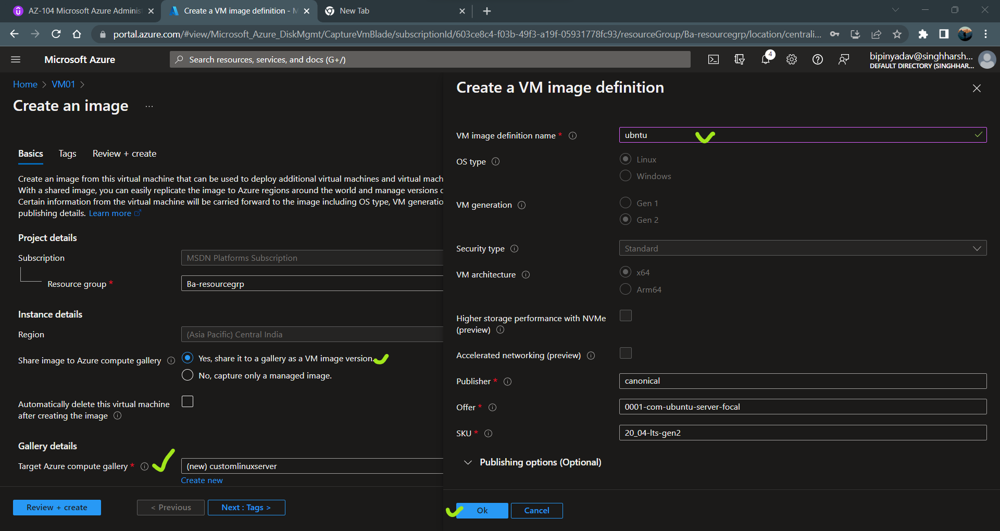 AZ-104 Microsoft Azure Adminis
Create a VM image definition - M
New Tab
portal.azure.com/#view/Microsoft_Azure_DiskMgmt/CaptureVmBlade/subscriptionId/603ce8c4-f03b-49f3-a19f-05931778fc93/resourceGroup/Ba-resourcegrp/location/centrali...
Microsoft Azure
Search resources, services, and docs (G+/)
4
bipinyadav@singhharsh...
DEFAULT DIRECTORY (SINGHHAR...
Home > VM01 >
Create an image ...
Basics Tags Review + create
Create an image from this virtual machine that can be used to deploy additional virtual machines and virtual mach
With a shared image, you can easily replicate the image to Azure regions around the world and manage versions o
Certain information from the virtual machine will be carried forward to the image including OS type, VM generatio
publishing details. Learn more
Project details
Subscription
MSDN Platforms Subscription
Resource group *
Ba-resourcegrp
Instance details
Region
(Asia Pacific) Central India
Share image to Azure compute gallery
Yes, share it to a gallery as a VM image version.
No, capture only a managed image.
Automatically delete this virtual machine
after creating the image
Gallery details
Target Azure compute gallery *
(new) customlinuxserver
Create new
Review + create
< Previous
Next : Tags >
Create a VM image definition
VM image definition name *
ubntu
OS type
Linux
Windows
VM generation
Gen 1
Gen 2
Security type
Standard
VM architecture
x64
Arm64
Higher storage performance with NVMe
(preview)
Accelerated networking (preview)
Publisher *
canonical
Offer *
0001-com-ubuntu-server-focal
SKU *
20_04-lts-gen2
Publishing options (Optional)
Ok
Cancel